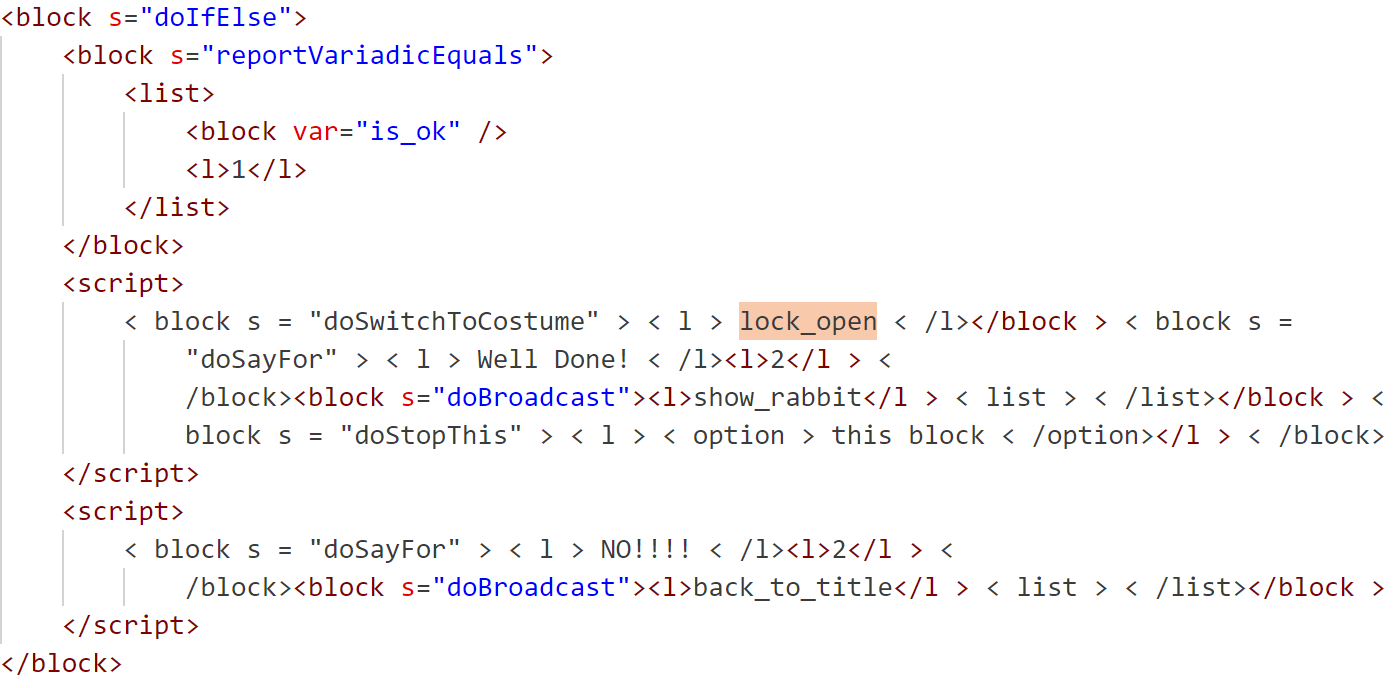 <block s="doIfElse">
<block s="reportVariadicEquals">
<list>
<block var="is_ok" />
<l>1</l>
</list>
</block>
<script>
< block s = "doSwitchToCostume" > < l > lock_open < /l></block > < block s =
"doSayFor" > < l > Well Done! < /l><l>2</l > <
/block><block s="doBroadcast"><l>show_rabbit</l > < list > < /list></block > <
block s = "doStopThis" > < l > < option > this block < /option></l > < /block>
</script>
<script>
< block s = "doSayFor" > < l > NO!!!! < /l><l>2</l > <
/block><block s="doBroadcast"><l>back_to_title</l > < list > < /list></block >
</script>
</block>